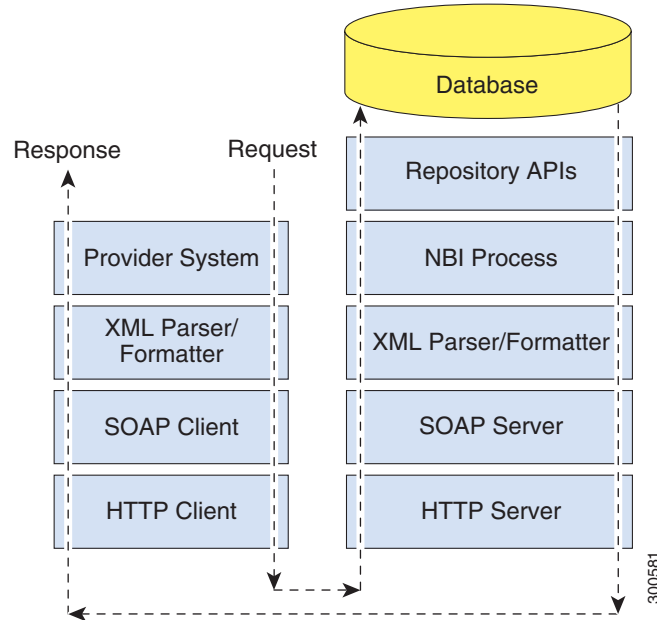 Database
Response
Request
Repository APIs
Provider System
NBI Process
XML Parser/
Formatter
XML Parser/Formatter
SOAP Client
SOAP Server
HTTP Client
HTTP Server
300581